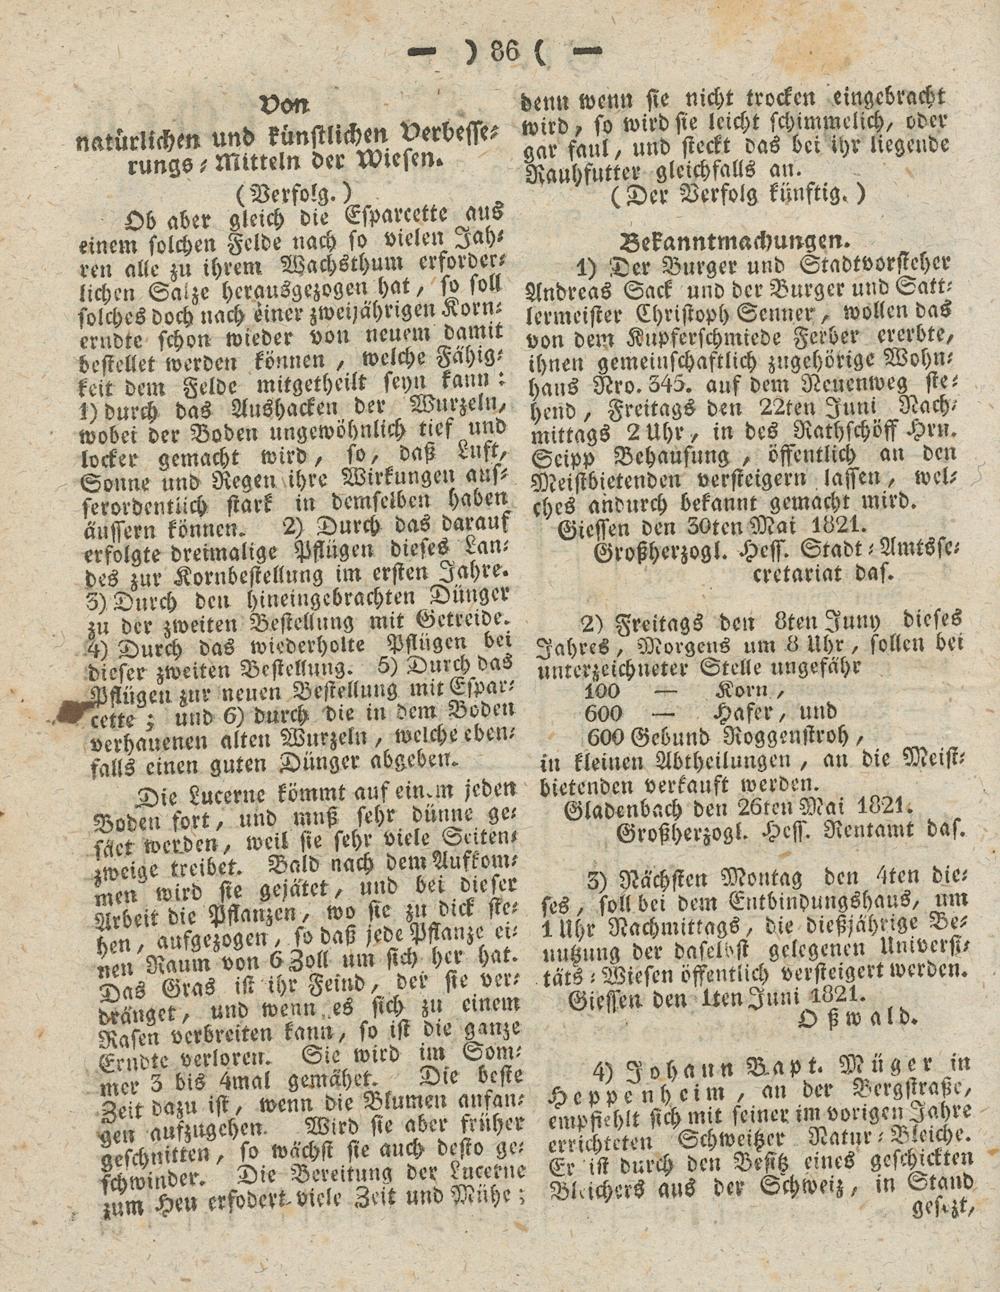 — ) 86 ( —
Von
natürlichen und künstlichen Verbesse-
rungs-Mitteln der Wiesen.
(Verfolg.)
Ob aber gleich die Esparcette aus
einem solchen Felde nach so vielen Jah-
ren alle zu ihrem Wachsthum erforder-
lichen Salze herausgezogen hat, so soll
solches doch nach einer zweijährigen Korn-
erndte schon wieder von neuem damit
bestellet werden können, welche Fähig-
keit dem Felde mitgetheilt seyn kann:
1) durch das Aushacken der Wurzeln,
wobei der Boden ungewöhnlich tief und
locker gemacht wird, so, daß Luft,
Sonne und Regen ihre Wirkungen aus-
serordentlich stark in demselben haben
äussern können. 2) Durch das darauf
erfolgte dreimalige Pflügen dieses Lan-
des zur Kornbestellung im ersten Jahre.
3) Durch den hineingebrachten Dünger
zu der zweiten Bestellung mit Getreide.
4) Durch das wiederholte Pflügen bei
dieser zweiten Bestellung. 5) Durch das
Pflügen zur neuen Bestellung mit Espar-
cette; und 6) durch die in dem Boden
verhauenen alten Wurzeln, welche eben-
falls einen guten Dünger abgeben.
Die Lucerne kömmt auf einem jeden
Boden fort, und muß sehr dünne ge-
säet werden, weil sie sehr viele Seiten-
zweige treibet. Bald nach dem Aufkom-
men wird sie gejätet, und bei dieser
Arbeit die Pflanzen, wo sie zu dick ste-
hen, aufgezogen, so daß jede Pflanze ei-
nen Raum von 6 Zoll um sich her hat.
Das Gras ist ihr Feind, der sie ver-
dränget, und wenn es sich zu einem
Rasen verbreiten kann, so ist die ganze
Erndte verloren. Sie wird im Som-
mer 3 bis 4mal gemähet. Die beste
Zeit dazu ist, wenn die Blumen anfan-
gen aufzugehen. Wird sie aber früher
geschnitten, so wächst sie auch desto ge-
schwinder. Die Bereitung der Lucerne
zum Heu erfodert viele Zeit und Mühe;
denn wenn sie nicht trocken eingebracht
wird, so wird sie leicht schimmelich, oder
gar faul, und steckt das bei ihr liegende
Rauhfutter gleichfalls an.
(Der Verfolg künftig.)
Bekanntmachungen.
1) Der Burger und Stadtvorsteher
Andreas Sack und der Burger und Satt-
lermeister Christoph Senner, wollen das
von dem Kupferschmiede Ferber ererbte,
ihnen gemeinschaftlich zugehörige Wohn-
haus Nro. 345. auf dem Neuenweg ste-
hend, Freitags den 22ten Juni Nach-
mittags 2 Uhr, in des Rathschöff Hrn.
Scipp Behausung, öffentlich an den
Meistbietenden versteigern lassen, wel-
ches andurch bekannt gemacht wird.
Giessen den 30ten Mai 1821.
Großherzogl. Hess. Stadt-Amtsse-
cretariat das.
2) Freitags den 8ten Juny dieses
Jahres, Morgens um 8 Uhr, sollen bei
unterzeichneter Stelle ungefähr
100 — Korn,
600 — Hafer, und
600 Gebund Roggenstroh,
in kleinen Abtheilungen, an die Meist-
bietenden verkauft werden.
Gladenbach den 26ten Mai 1821.
Großherzogl. Hess. Rentamt das.
3) Nächsten Montag den 4ten die-
ses, soll bei dem Entbindungshaus, um
1 Uhr Nachmittags, die dießjährige Be-
nutzung der daselbst gelegenen Universi-
täts-Wiesen öffentlich versteigert werden.
Giessen den 1ten Juni 1821.
Oßwald.
4) Johann Bapt. Müger in
Heppenheim, an der Bergstraße,
empfiehlt sich mit seiner im vorigen Jahre
errichteten Schweitzer Natur-Bleiche.
Er ist durch den Besitz eines geschickten
Bleichers aus der Schweiz, in Stand
gesezt,